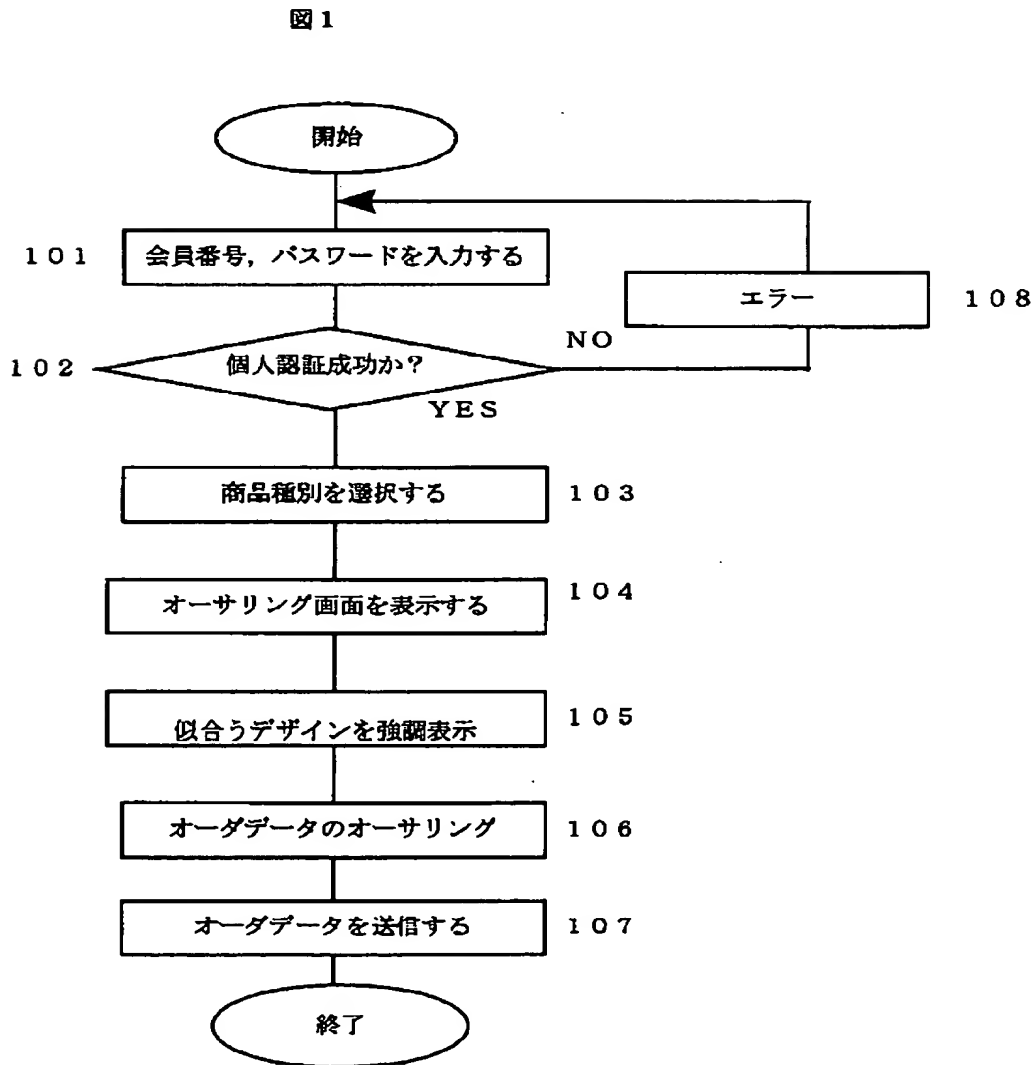 図1
開始
101 会員番号,パスワードを入力する
エラー 108
NO
102 個人認証成功か?
YES
商品種別を選択する 103
オーサリング画面を表示する 104
似合うデザインを強調表示 105
オーダデータのオーサリング 106
オーダデータを送信する 107
終了